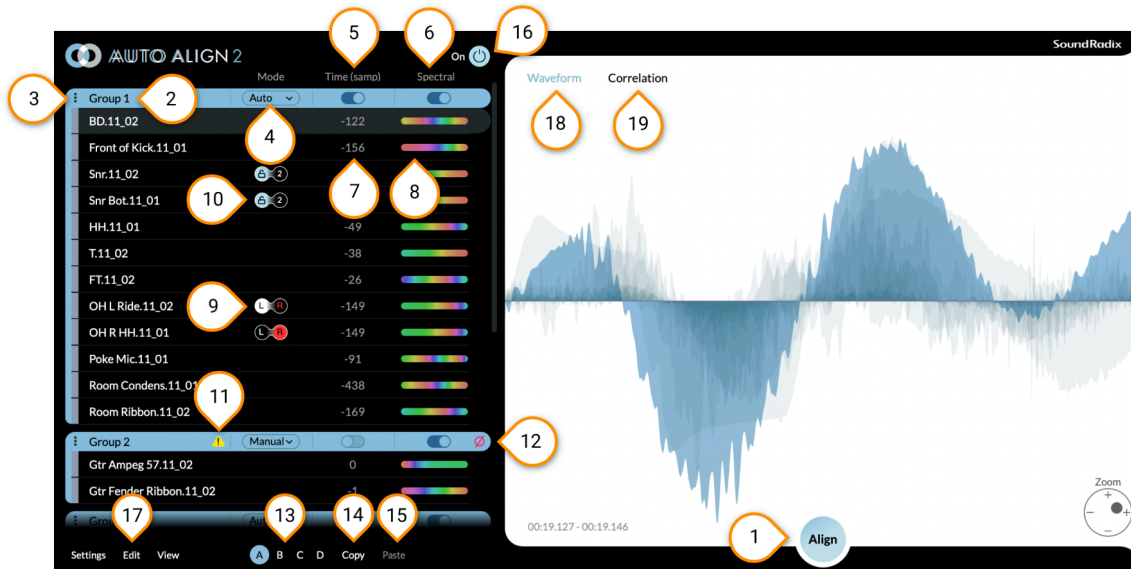 5
6
16
AUTO ALIGN 2
On
SoundRadix
Mode
Time (samp)
Spectral
Waveform
Correlation
3
Group 1
2
Auto
18
19
BD.11_02
-122
4
Front of Kick.11_01
-156
Snr.11_02
2
7
8
10
Snr Bot.11_01
2
HH.11_01
-49
T.11_02
-38
FT.11_02
-26
9
OH L Ride.11_02
L R
-149
OH R HH.11_01
L R
-149
Poke Mic.11_01
-91
Room Condens.11_01
-438
11
Room Ribbon.11_02
-169
Group 2
Manual
12
Gtr Ampeg 57.11_02
0
Gtr Fender Ribbon.11_02
-1
Zoom
17
13
14
15
00:19.127 - 00:19.146
1
Align
Settings
Edit
View
A B C D
Copy
Paste